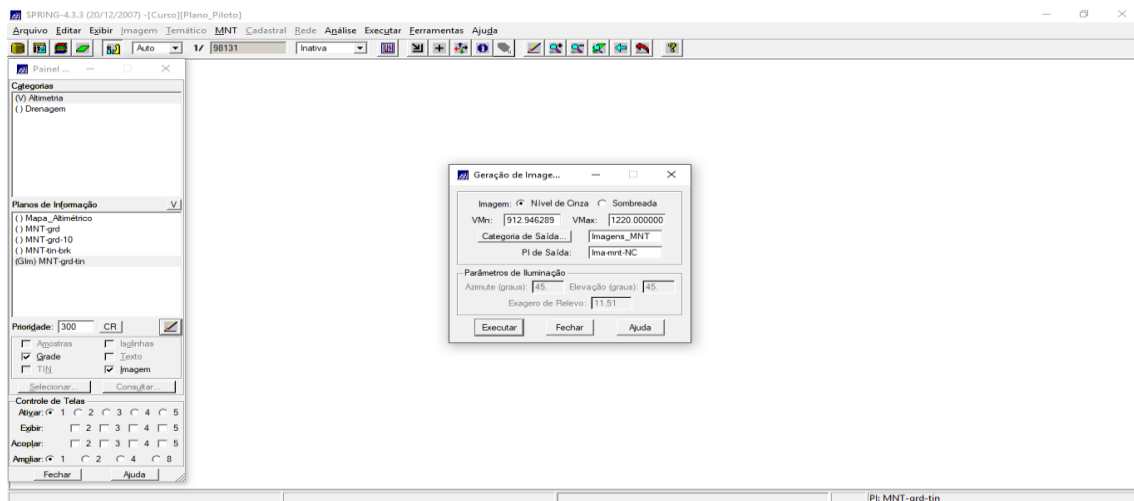 SPRING-4.3.3 (20/12/2007) -[Curso][Plano_Piloto]
Arquivo Editar Exibir Imagem Temático MNT Cadastral Rede Análise Executar Ferramentas Ajuda
Auto 1/ 98131 Inativa
Painel ...
Categorias
(V) Altimetria
() Drenagem
Planos de Informação V
() Mapa_Altimétrico
() MNT-grd
() MNT-grd-10
() MNT-tin-brk
(GIm) MNT-grd-tin
Prioridade: 300 CR
Amostras Isolinhas
Grade Texto
TIN Imagem
Selecionar... Consultar...
Controle de Telas
Ativar: 1 2 3 4 5
Exibir: 2 3 4 5
Acoplar: 2 3 4 5
Ampliar: 1 2 4 8
Fechar Ajuda
Geração de Image...
Imagem: Nível de Cinza Sombreada
VMn: 912.946289 VMax: 1220.000000
Categoria de Saída... Imagens_MNT
PI de Saída: Ima-mnt-NC
Parâmetros de Iluminação
Azimute (graus): 45. Elevação (graus): 45.
Exagero de Relevo: 11.51
Executar Fechar Ajuda
PI: MNT-grd-tin